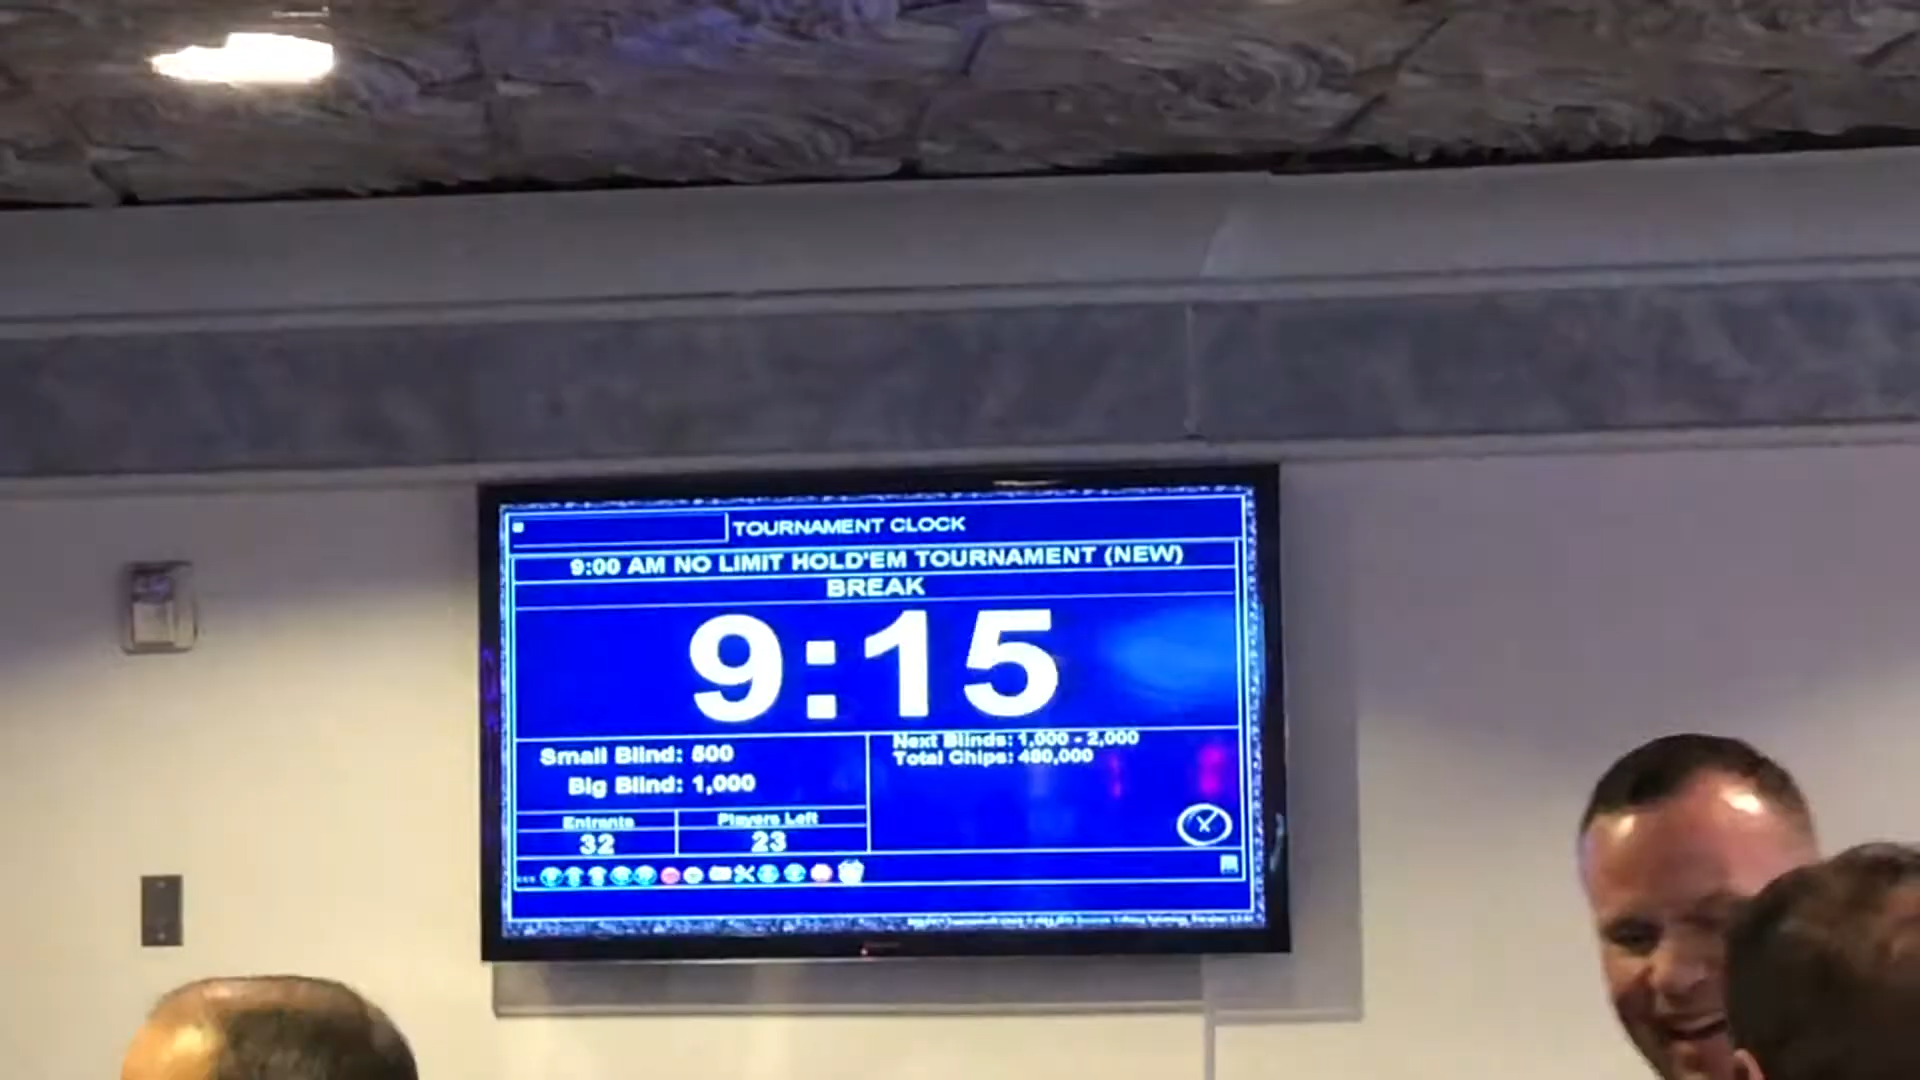 TOURNAMENT CLOCK
9:00 AM NO LIMIT HOLD'EM TOURNAMENT (NEW)
BREAK
9:15
Small Blind: 500
Big Blind: 1,000
Next Blinds: 1,000 - 2,000
Total Chips: 480,000
Entrants
Players Left
32
23